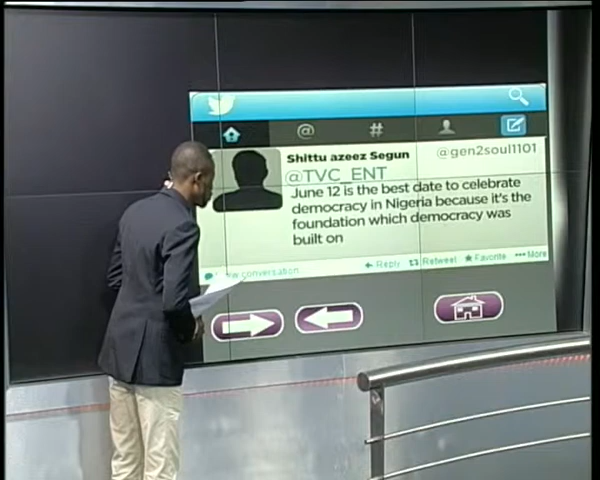 Shittu azeez Segun @gen2soul1101
@TVC_ENT
June 12 is the best date to celebrate
democracy in Nigeria because it's the
foundation which democracy was
built on
conversation Reply Retweet Favorite •••More